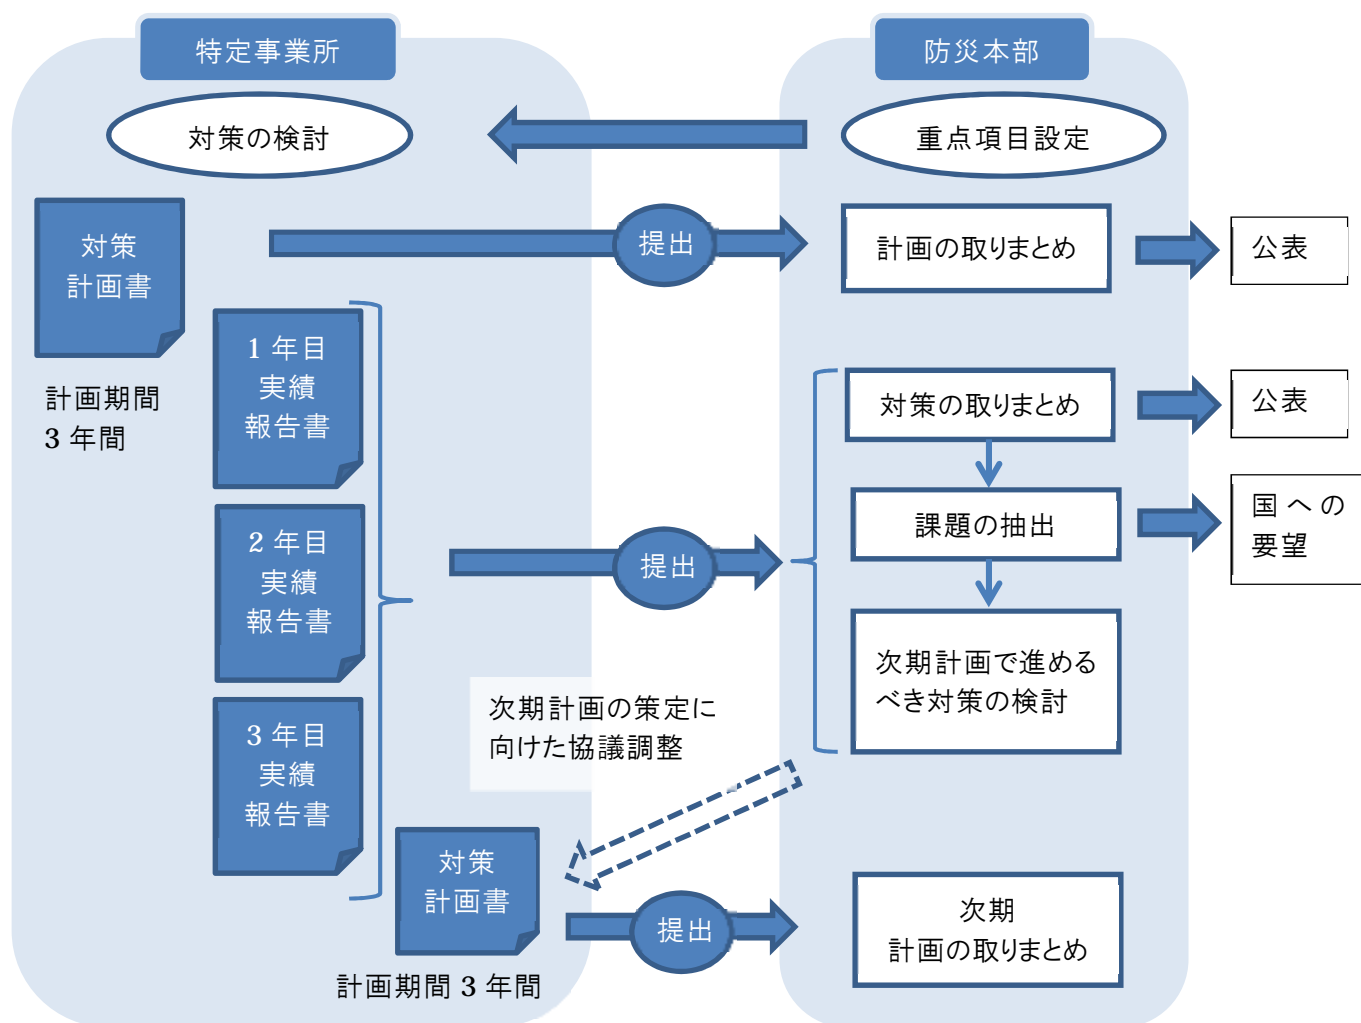 特定事業所
防災本部
対策の検討
重点項目設定
対策
計画書
提出
計画の取りまとめ
公表
計画期間
3 年間
1 年目
実績
報告書
対策の取りまとめ
公表
2 年目
実績
報告書
提出
課題の抽出
国への
要望
次期計画で進める
べき対策の検討
3 年目
実績
報告書
次期計画の策定に
向けた協議調整
対策
計画書
計画期間 3 年間
提出
次期
計画の取りまとめ